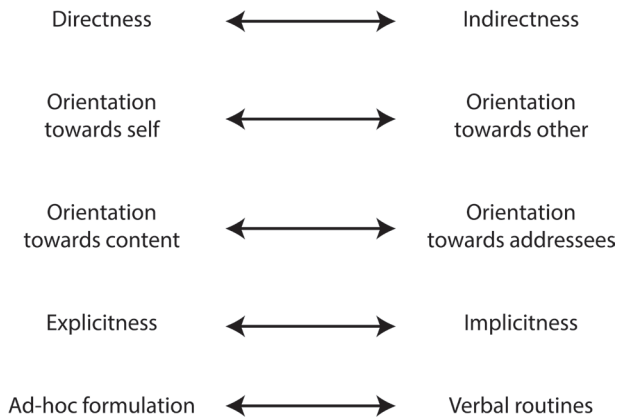 Directness
Indirectness
Orientation
towards self
Orientation
towards other
Orientation
towards content
Orientation
towards addressees
Explicitness
Implicitness
Ad-hoc formulation
Verbal routines